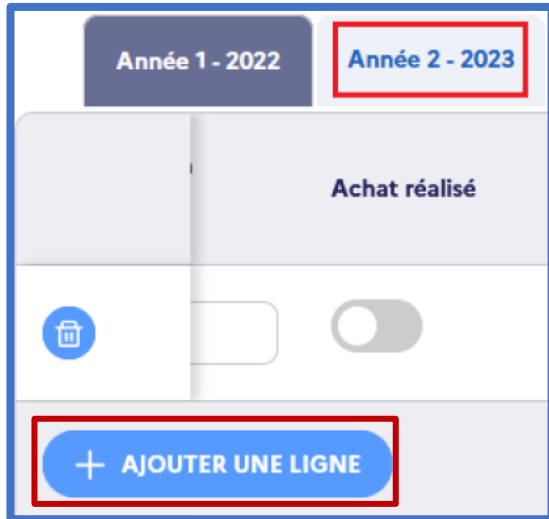 Année 1 - 2022
Année 2 - 2023
Achat réalisé
+ AJOUTER UNE LIGNE